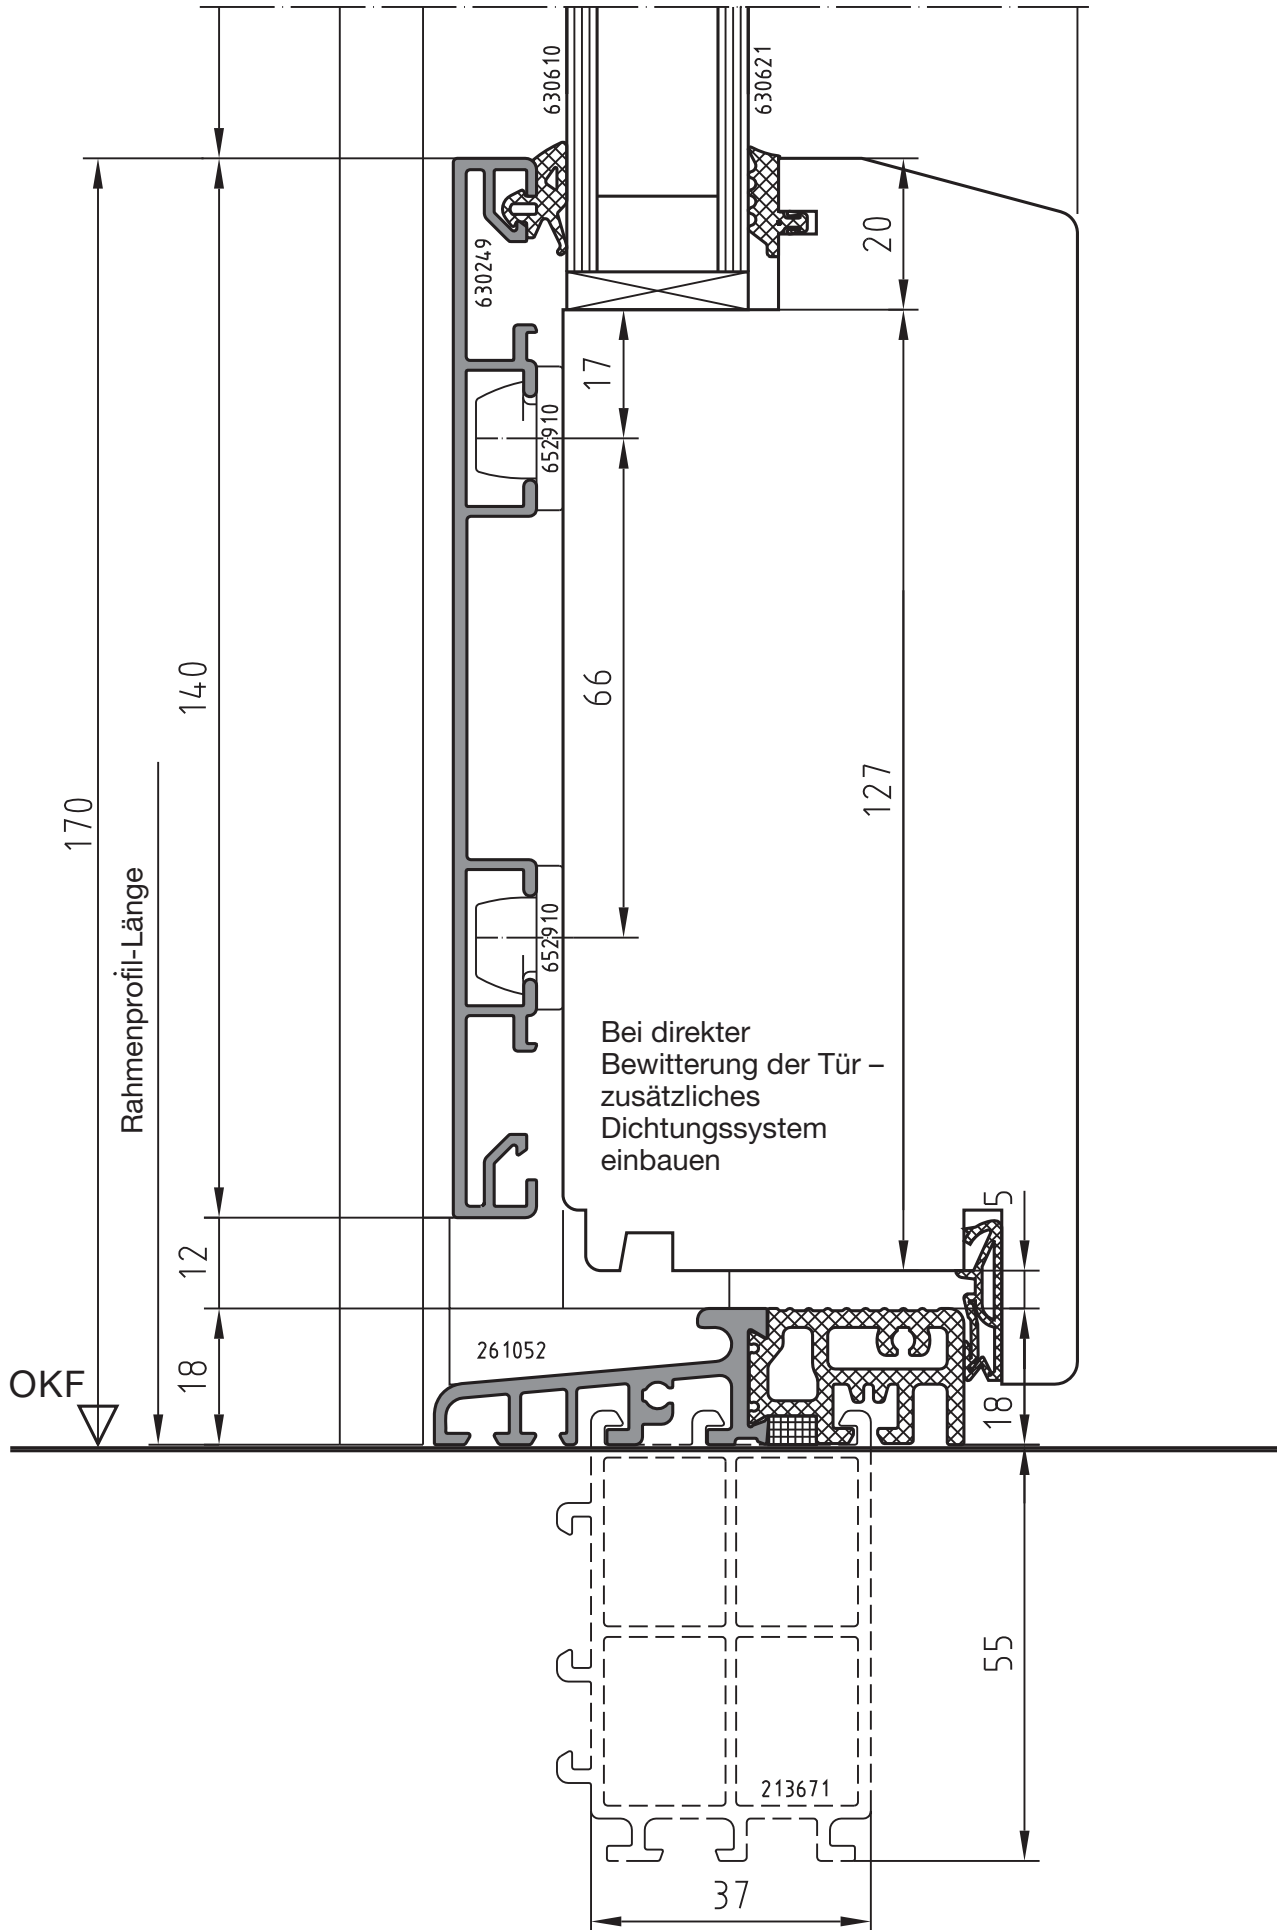 630610
630621
20
630249
17
652910
140
66
127
170
Rahmenprofil-Länge
652910
Bei direkter
Bewitterung der Tür –
zusätzliches
Dichtungssystem
einbauen
5
12
261052
18
OKF
18
55
213671
37